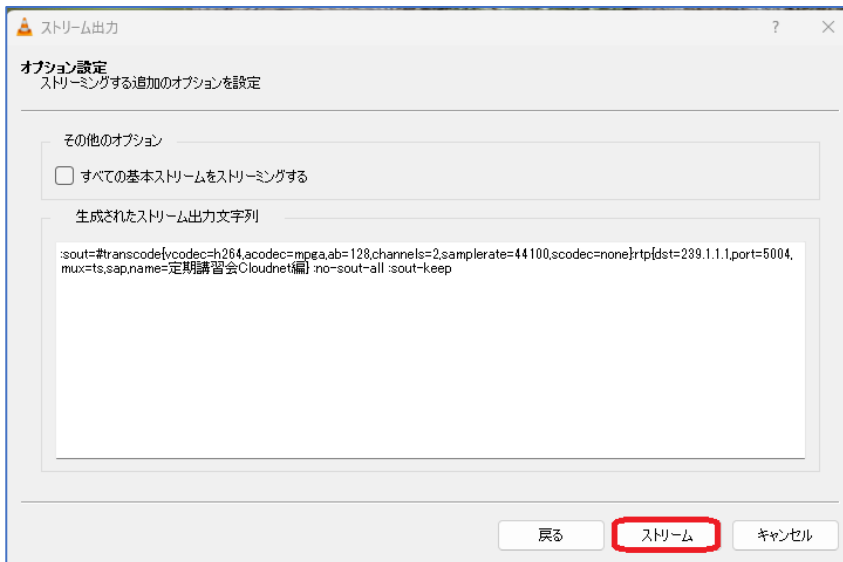 ストリーム出力
オプション設定
ストリーミングする追加のオプションを設定
その他のオプション
すべての基本ストリームをストリーミングする
生成されたストリーム出力文字列
:sout=#transcode{vcodec=h264,acodec=mpga,ab=128,channels=2,samplerate=44100,scodec=none}:rtp{dst=239.1.1.1,port=5004,
mux=ts,sap,name=定期講習会Cloudnet編} :no-sout-all :sout-keep
戻る
ストリーム
キャンセル